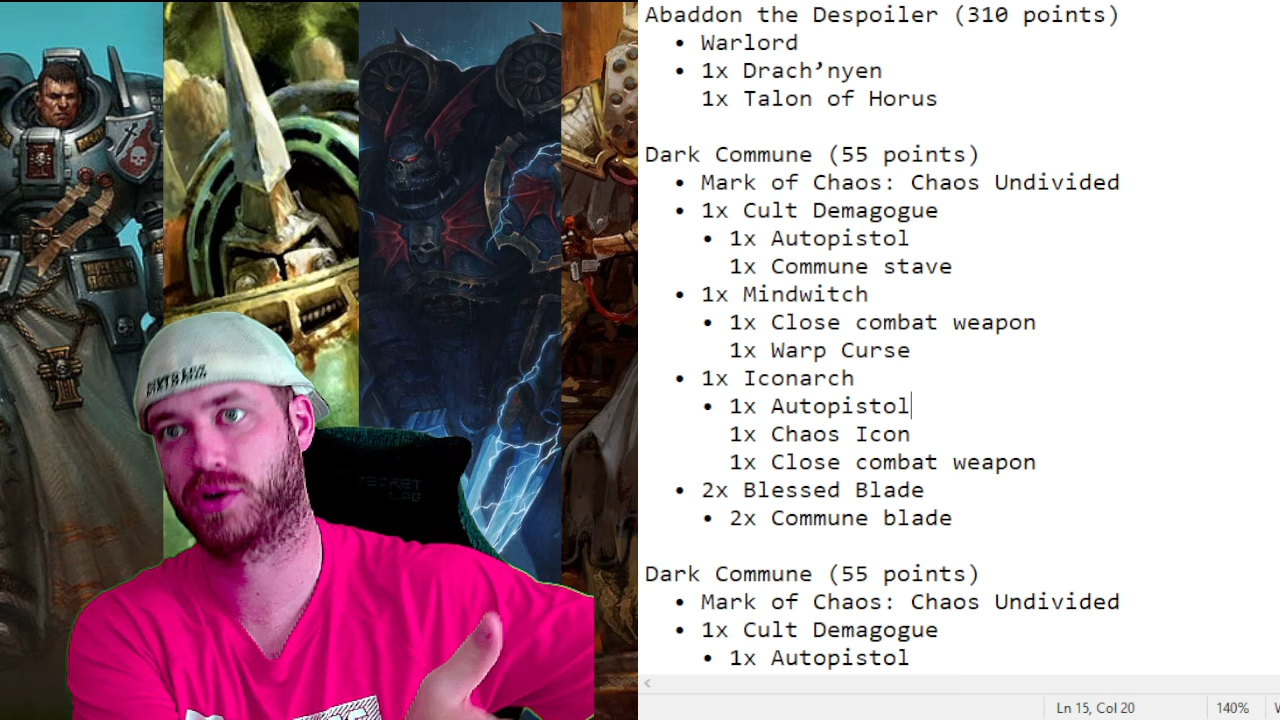 Abaddon the Despoiler (310 points)
• Warlord
• 1x Drach’nyen
1x Talon of Horus
Dark Commune (55 points)
• Mark of Chaos: Chaos Undivided
• 1x Cult Demagogue
• 1x Autopistol
1x Commune stave
• 1x Mindwitch
• 1x Close combat weapon
1x Warp Curse
• 1x Iconarch
• 1x Autopistol
1x Chaos Icon
1x Close combat weapon
• 2x Blessed Blade
• 2x Commune blade
Dark Commune (55 points)
• Mark of Chaos: Chaos Undivided
• 1x Cult Demagogue
• 1x Autopistol
Ln 15, Col 20
140%
SECRET
LAB